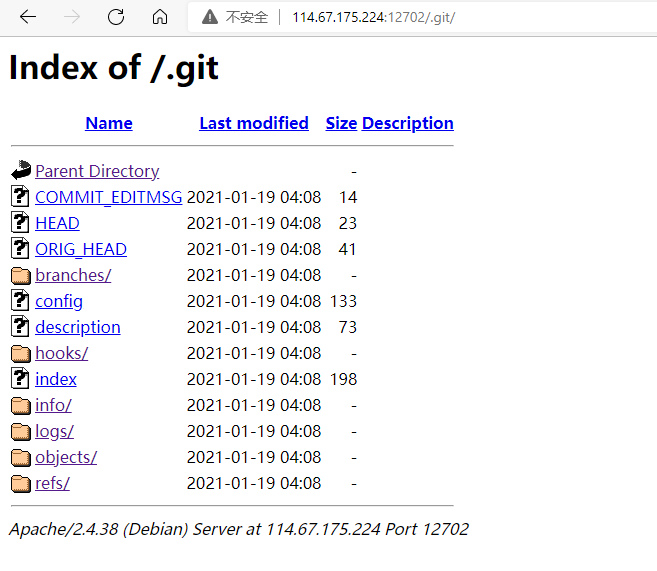 不安全 | 114.67.175.224:12702/.git/
Index of /.git
Name Last modified Size Description
Parent Directory -
COMMIT_EDITMSG 2021-01-19 04:08 14
HEAD 2021-01-19 04:08 23
ORIG_HEAD 2021-01-19 04:08 41
branches/ 2021-01-19 04:08 -
config 2021-01-19 04:08 133
description 2021-01-19 04:08 73
hooks/ 2021-01-19 04:08 -
index 2021-01-19 04:08 198
info/ 2021-01-19 04:08 -
logs/ 2021-01-19 04:08 -
objects/ 2021-01-19 04:08 -
refs/ 2021-01-19 04:08 -
Apache/2.4.38 (Debian) Server at 114.67.175.224 Port 12702